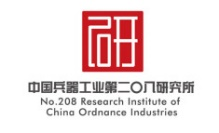 研
中国兵器工业第二〇八研究所
No.208 Research Institute of
China Ordnance Industries